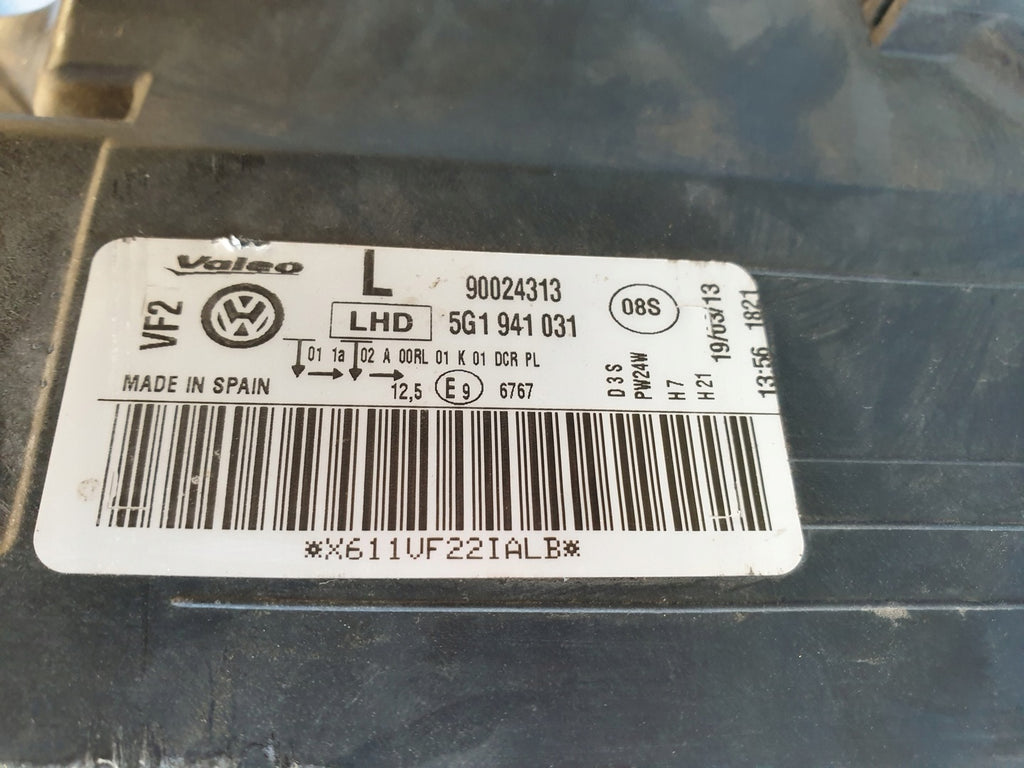 Valeo
L
90024313
VF2
VW
LHD
5G1 941 031
08S
01 1a 02 A 00RL 01 K 01 DCR PL
MADE IN SPAIN
12,5
E9
6767
D3S
PW24W
H7
H21
19/03/13
13:56 1821
*X611VF22IALB*